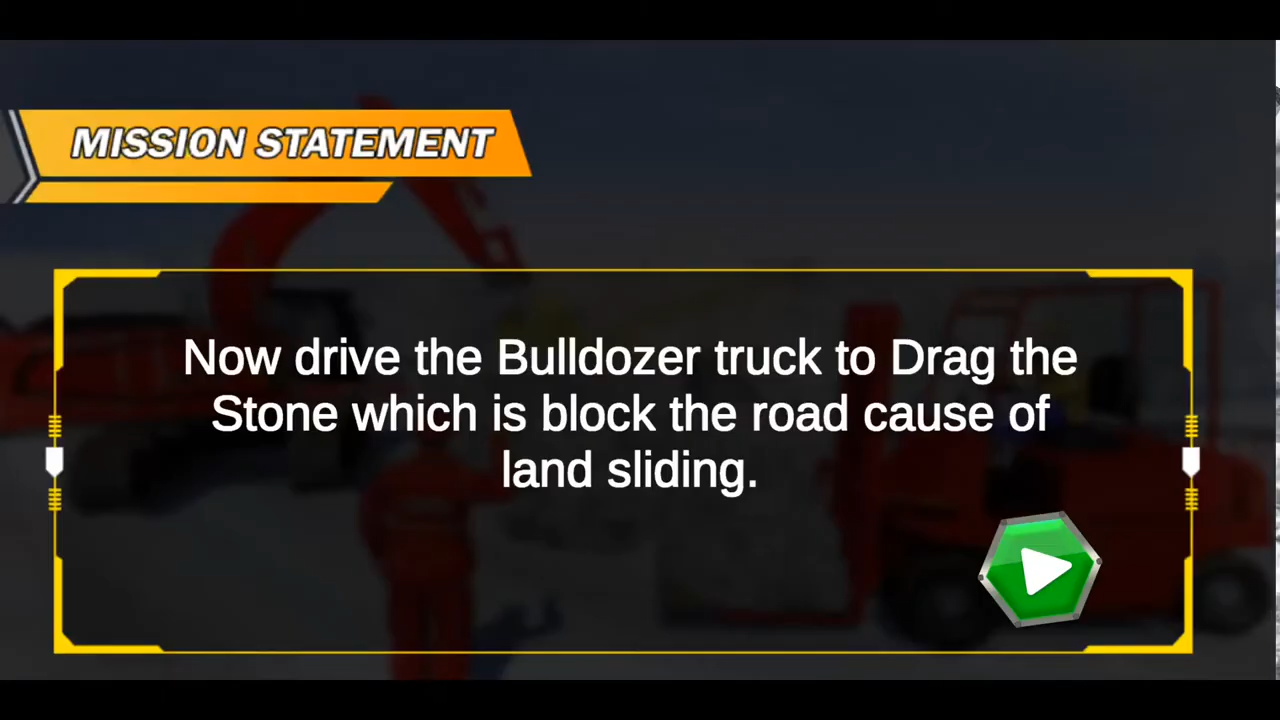 MISSION STATEMENT
Now drive the Bulldozer truck to Drag the
Stone which is block the road cause of
land sliding.